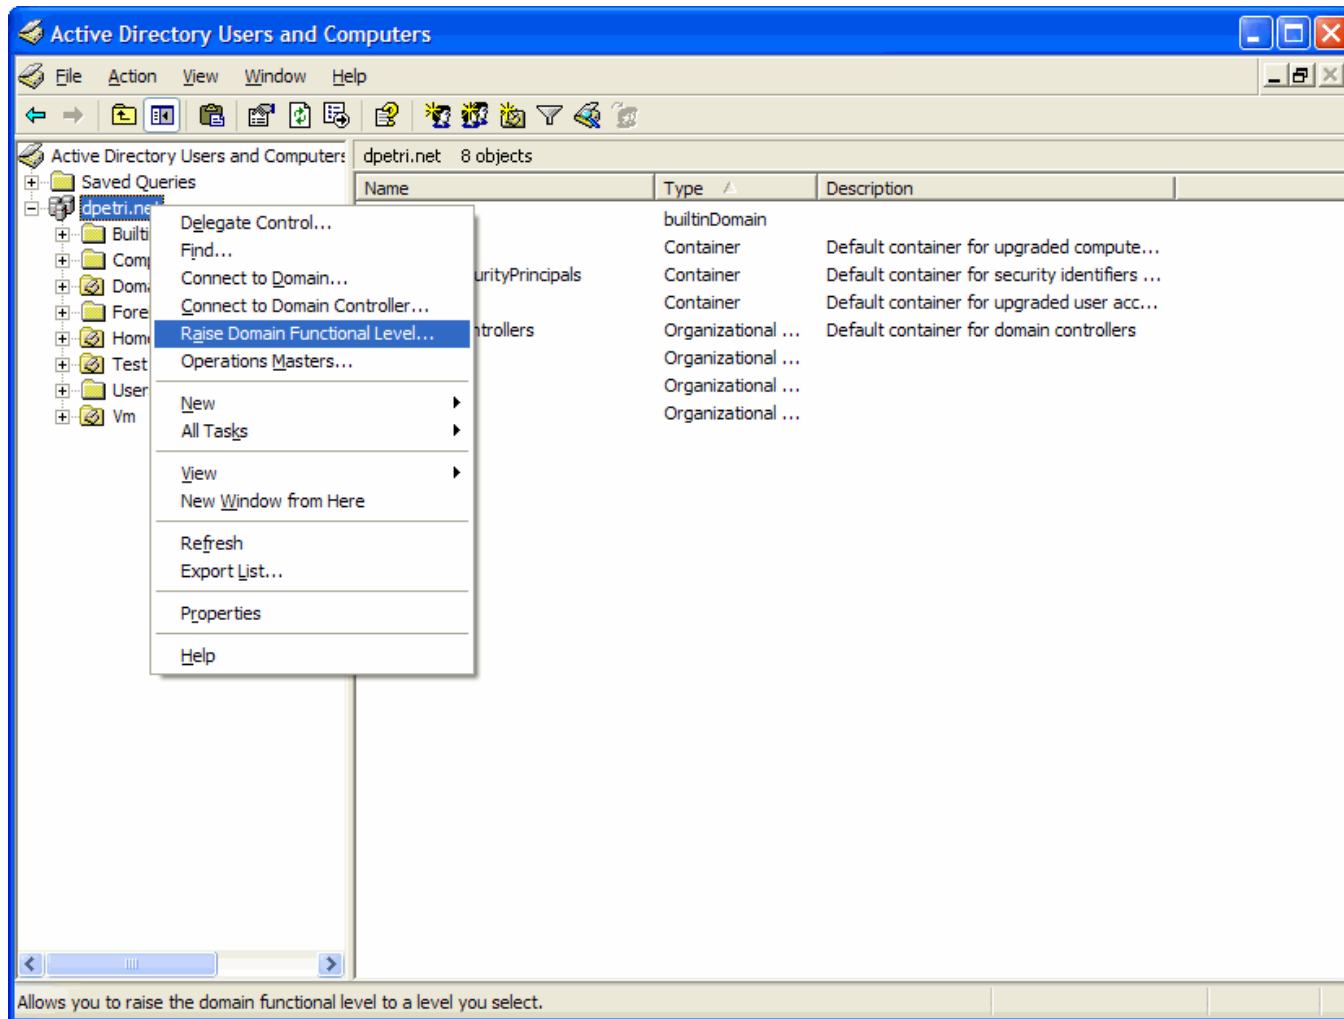 Active Directory Users and Computers
File Action View Window Help
Active Directory Users and Computers
dpetri.net 8 objects
Saved Queries
Name Type Description
dpetri.net
builtinDomain
Container Default container for upgraded compute...
urityPrincipals Container Default container for security identifiers ...
Container Default container for upgraded user acc...
ntrollers Organizational ... Default container for domain controllers
Organizational ...
Organizational ...
Organizational ...
Builti
Com
Doma
Fore
Home
Test
User
Vm
Delegate Control...
Find...
Connect to Domain...
Connect to Domain Controller...
Raise Domain Functional Level...
Operations Masters...
New
All Tasks
View
New Window from Here
Refresh
Export List...
Properties
Help
Allows you to raise the domain functional level to a level you select.